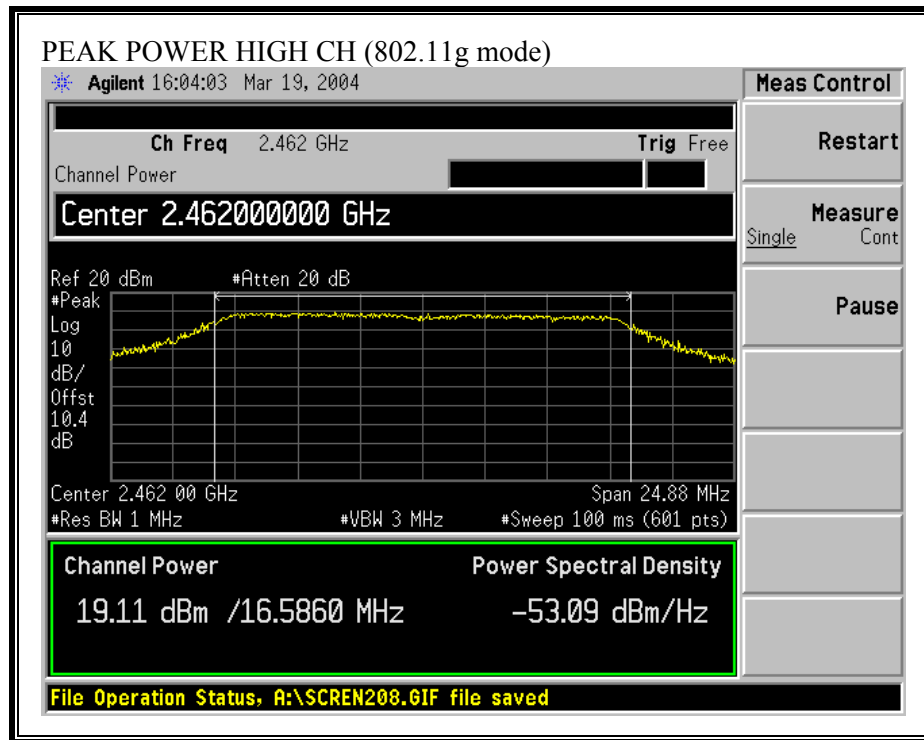 PEAK POWER HIGH CH (802.11g mode)
Agilent 16:04:03 Mar 19, 2004
Meas Control
Ch Freq 2.462 GHz Trig Free
Restart
Channel Power
Center 2.462000000 GHz
Measure
Single Cont
Ref 20 dBm #Atten 20 dB
#Peak
Log
10
dB/
Offst
10.4
dB
Pause
Center 2.462 00 GHz Span 24.88 MHz
#Res BW 1 MHz #VBW 3 MHz #Sweep 100 ms (601 pts)
Channel Power Power Spectral Density
19.11 dBm /16.5860 MHz -53.09 dBm/Hz
File Operation Status, A:\SCREN208.GIF file saved